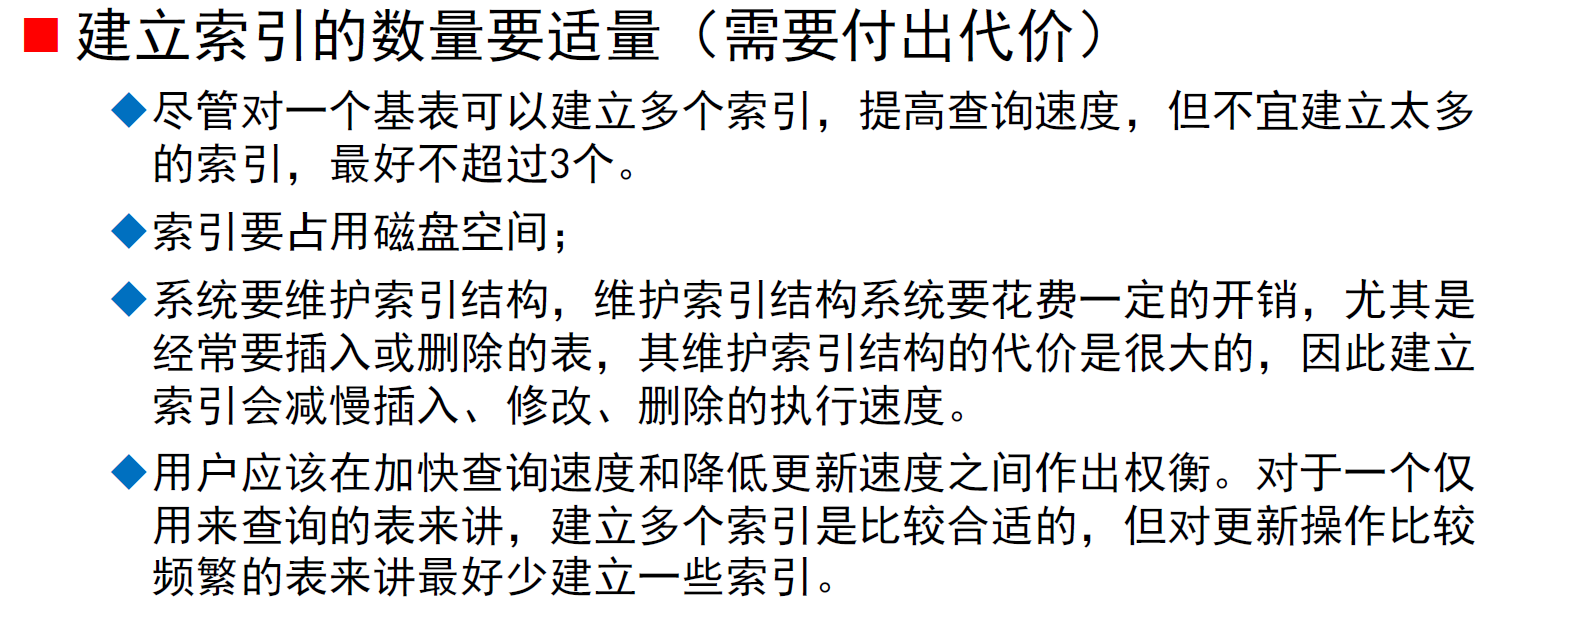 建立索引的数量要适量（需要付出代价）
尽管对一个基表可以建立多个索引，提高查询速度，但不宜建立太多
的索引，最好不超过3个。
索引要占用磁盘空间；
系统要维护索引结构，维护索引结构系统要花费一定的开销，尤其是
经常要插入或删除的表，其维护索引结构的代价是很大的，因此建立
索引会减慢插入、修改、删除的执行速度。
用户应该在加快查询速度和降低更新速度之间作出权衡。对于一个仅
用来查询的表来讲，建立多个索引是比较合适的，但对更新操作比较
频繁的表来讲最好少建立一些索引。